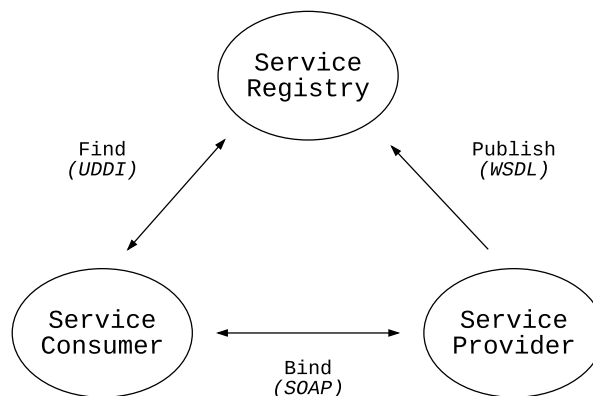 Service
Registry
Find
(UDDI)
Publish
(WSDL)
Service
Consumer
Service
Provider
Bind
(SOAP)